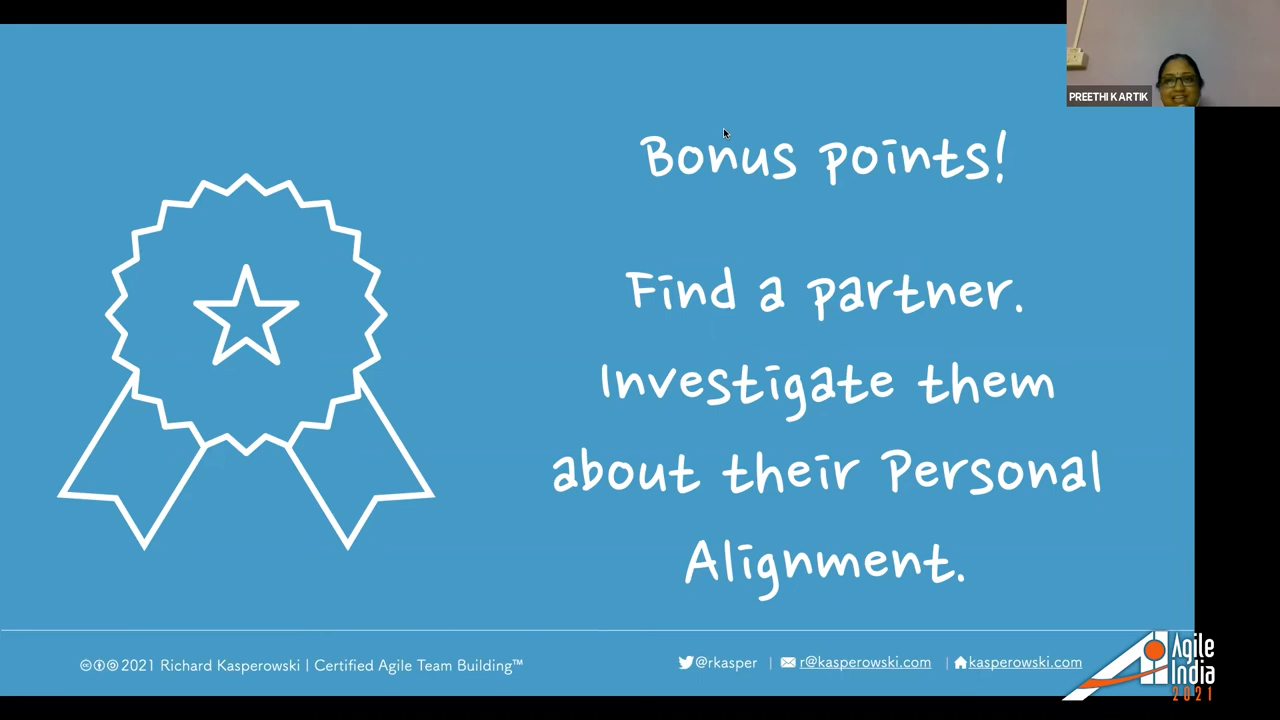 PREETHI KARTIK
Bonus points!
Find a partner.
Investigate them
about their Personal
Alignment.
2021 Richard Kasperowski | Certified Agile Team Building™
@rkasper | r@kasperowski.com | kasperowski.com
Agile
India
2021